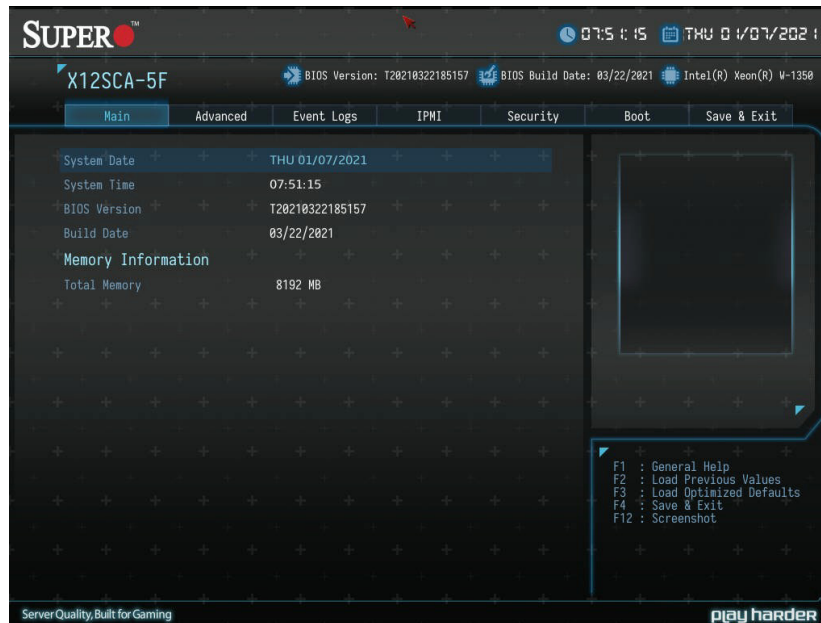 SUPER
TM
07:51:15 THU 01/07/2021
X12SCA-5F
BIOS Version: T20210322185157 BIOS Build Date: 03/22/2021 Intel(R) Xeon(R) W-1350
Main Advanced Event Logs IPMI Security Boot Save & Exit
System Date THU 01/07/2021
System Time 07:51:15
BIOS Version T20210322185157
Build Date 03/22/2021
Memory Information
Total Memory 8192 MB
F1 : General Help
F2 : Load Previous Values
F3 : Load Optimized Defaults
F4 : Save & Exit
F12 : Screenshot
Server Quality, Built for Gaming
play harder